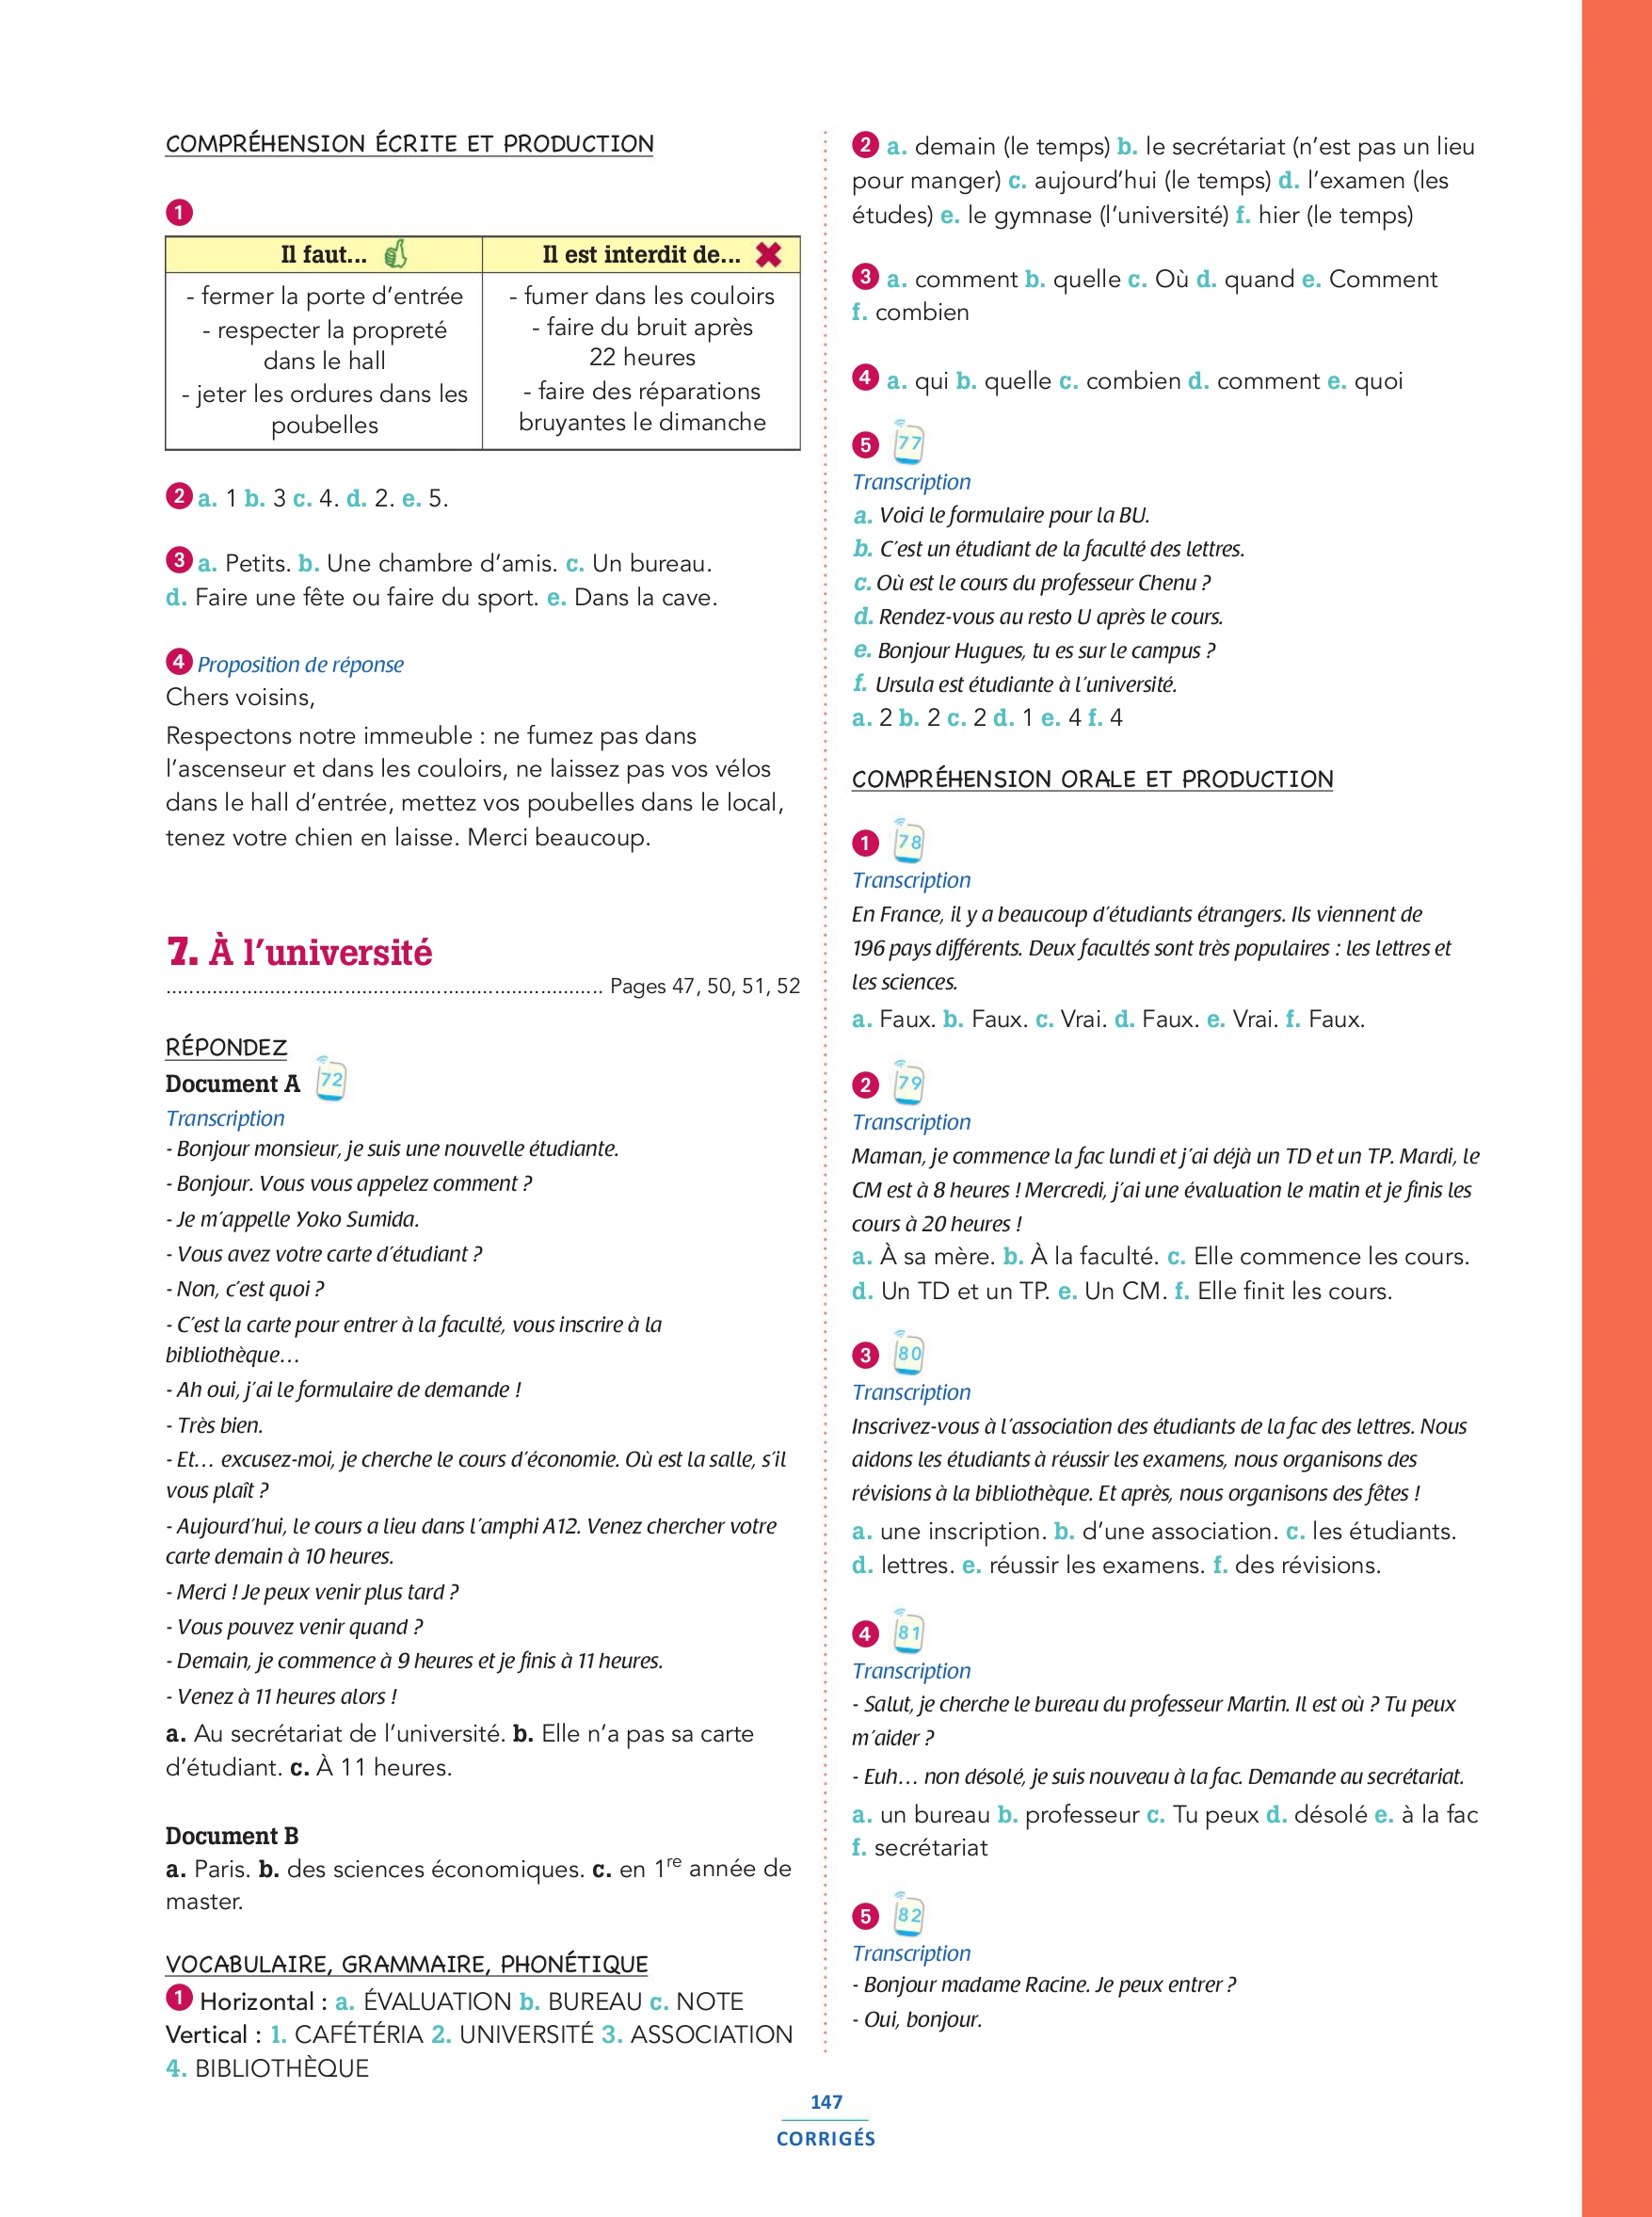 COMPRÉHENSION ÉCRITE ET PRODUCTION
1
Il faut...
Il est interdit de...
- fermer la porte d’entrée
- respecter la propreté
dans le hall
- jeter les ordures dans les
poubelles
- fumer dans les couloirs
- faire du bruit après
22 heures
- faire des réparations
bruyantes le dimanche
2 a. 1 b. 3 c. 4. d. 2. e. 5.
3 a. Petits. b. Une chambre d’amis. c. Un bureau.
d. Faire une fête ou faire du sport. e. Dans la cave.
4 Proposition de réponse
Chers voisins,
Respectons notre immeuble : ne fumez pas dans
l’ascenseur et dans les couloirs, ne laissez pas vos vélos
dans le hall d’entrée, mettez vos poubelles dans le local,
tenez votre chien en laisse. Merci beaucoup.
7. À l’université
........................................................................... Pages 47, 50, 51, 52
RÉPONDEZ
Document A 72
Transcription
- Bonjour monsieur, je suis une nouvelle étudiante.
- Bonjour. Vous vous appelez comment ?
- Je m’appelle Yoko Sumida.
- Vous avez votre carte d’étudiant ?
- Non, c’est quoi ?
- C’est la carte pour entrer à la faculté, vous inscrire à la
bibliothèque…
- Ah oui, j’ai le formulaire de demande !
- Très bien.
- Et… excusez-moi, je cherche le cours d’économie. Où est la salle, s’il
vous plaît ?
- Aujourd’hui, le cours a lieu dans l’amphi A12. Venez chercher votre
carte demain à 10 heures.
- Merci ! Je peux venir plus tard ?
- Vous pouvez venir quand ?
- Demain, je commence à 9 heures et je finis à 11 heures.
- Venez à 11 heures alors !
a. Au secrétariat de l’université. b. Elle n’a pas sa carte
d’étudiant. c. À 11 heures.
Document B
a. Paris. b. des sciences économiques. c. en 1re année de
master.
VOCABULAIRE, GRAMMAIRE, PHONÉTIQUE
1 Horizontal : a. ÉVALUATION b. BUREAU c. NOTE
Vertical : 1. CAFÉTÉRIA 2. UNIVERSITÉ 3. ASSOCIATION
4. BIBLIOTHÈQUE
2 a. demain (le temps) b. le secrétariat (n’est pas un lieu
pour manger) c. aujourd’hui (le temps) d. l’examen (les
études) e. le gymnase (l’université) f. hier (le temps)
3 a. comment b. quelle c. Où d. quand e. Comment
f. combien
4 a. qui b. quelle c. combien d. comment e. quoi
5 77
Transcription
a. Voici le formulaire pour la BU.
b. C’est un étudiant de la faculté des lettres.
c. Où est le cours du professeur Chenu ?
d. Rendez-vous au resto U après le cours.
e. Bonjour Hugues, tu es sur le campus ?
f. Ursula est étudiante à l’université.
a. 2 b. 2 c. 2 d. 1 e. 4 f. 4
COMPRÉHENSION ORALE ET PRODUCTION
1 78
Transcription
En France, il y a beaucoup d’étudiants étrangers. Ils viennent de
196 pays différents. Deux facultés sont très populaires : les lettres et
les sciences.
a. Faux. b. Faux. c. Vrai. d. Faux. e. Vrai. f. Faux.
2 79
Transcription
Maman, je commence la fac lundi et j’ai déjà un TD et un TP. Mardi, le
CM est à 8 heures ! Mercredi, j’ai une évaluation le matin et je finis les
cours à 20 heures !
a. À sa mère. b. À la faculté. c. Elle commence les cours.
d. Un TD et un TP. e. Un CM. f. Elle finit les cours.
3 80
Transcription
Inscrivez-vous à l’association des étudiants de la fac des lettres. Nous
aidons les étudiants à réussir les examens, nous organisons des
révisions à la bibliothèque. Et après, nous organisons des fêtes !
a. une inscription. b. d’une association. c. les étudiants.
d. lettres. e. réussir les examens. f. des révisions.
4 81
Transcription
- Salut, je cherche le bureau du professeur Martin. Il est où ? Tu peux
m’aider ?
- Euh… non désolé, je suis nouveau à la fac. Demande au secrétariat.
a. un bureau b. professeur c. Tu peux d. désolé e. à la fac
f. secrétariat
5 82
Transcription
- Bonjour madame Racine. Je peux entrer ?
- Oui, bonjour.
147
CORRIGÉS